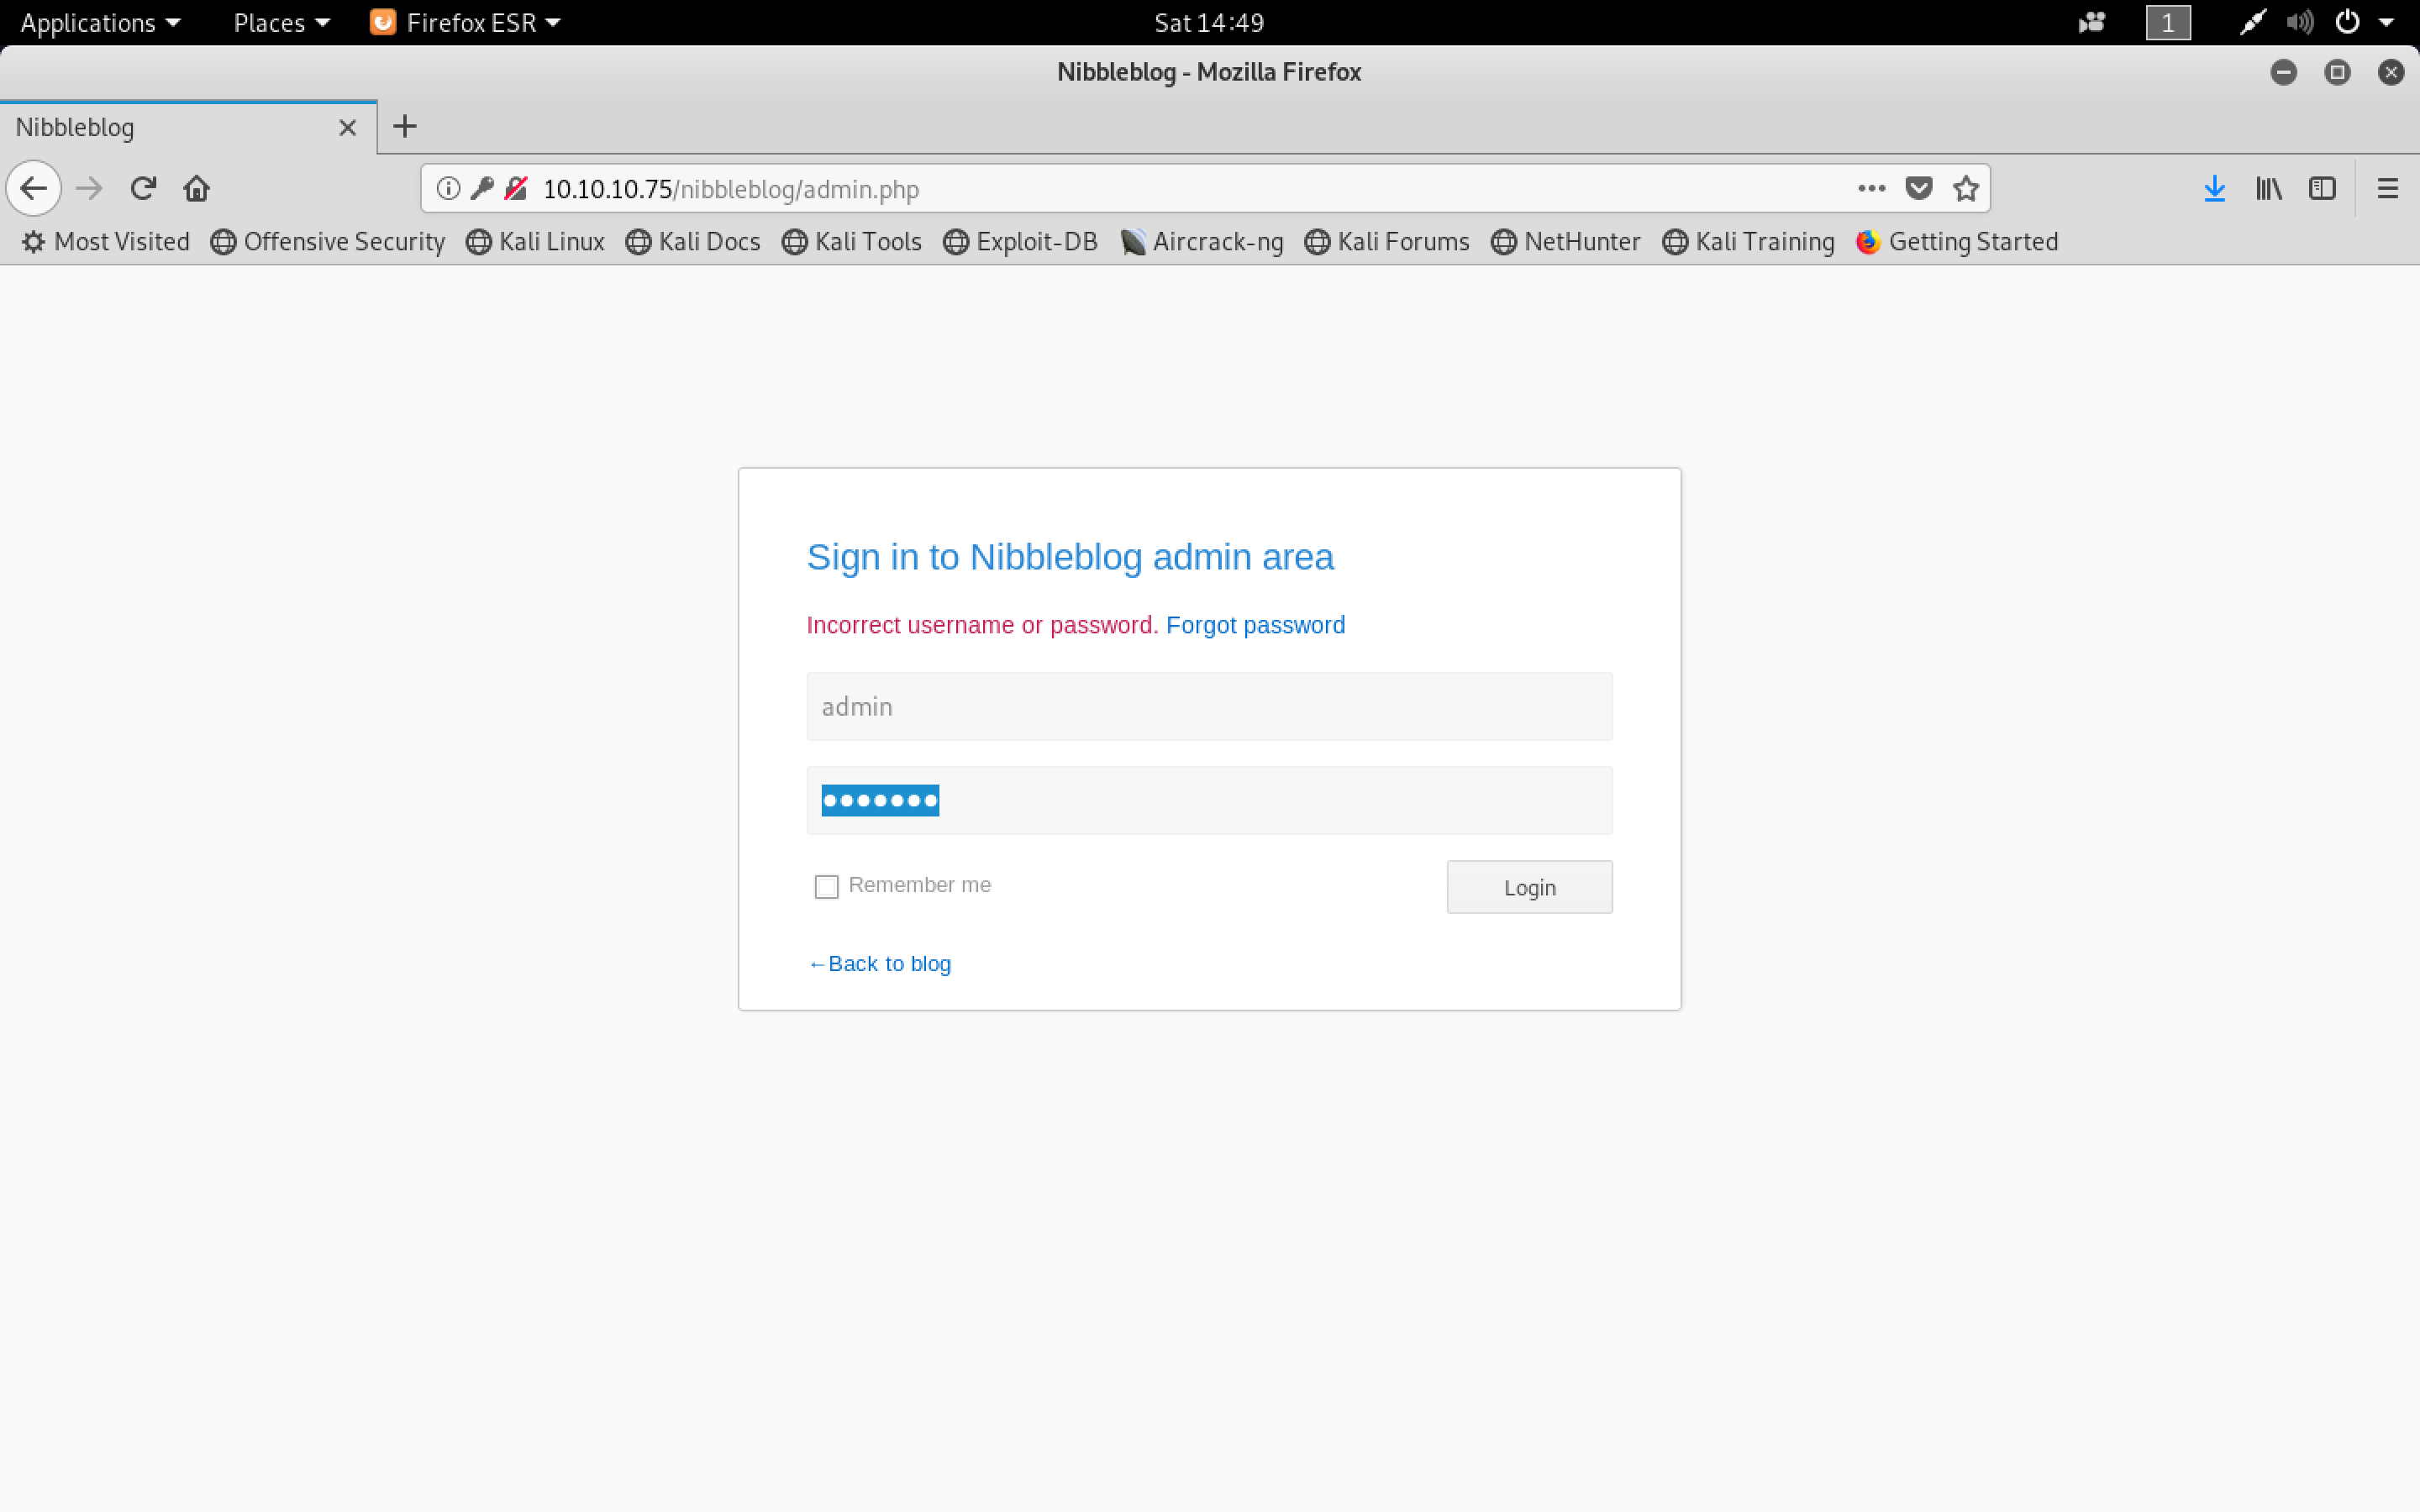 Applications Places Firefox ESR Sat 14:49 1
Nibbleblog - Mozilla Firefox
Nibbleblog
10.10.10.75/nibbleblog/admin.php
Most Visited Offensive Security Kali Linux Kali Docs Kali Tools Exploit-DB Aircrack-ng Kali Forums NetHunter Kali Training Getting Started
Sign in to Nibbleblog admin area
Incorrect username or password. Forgot password
admin
•••••••
Remember me Login
←Back to blog